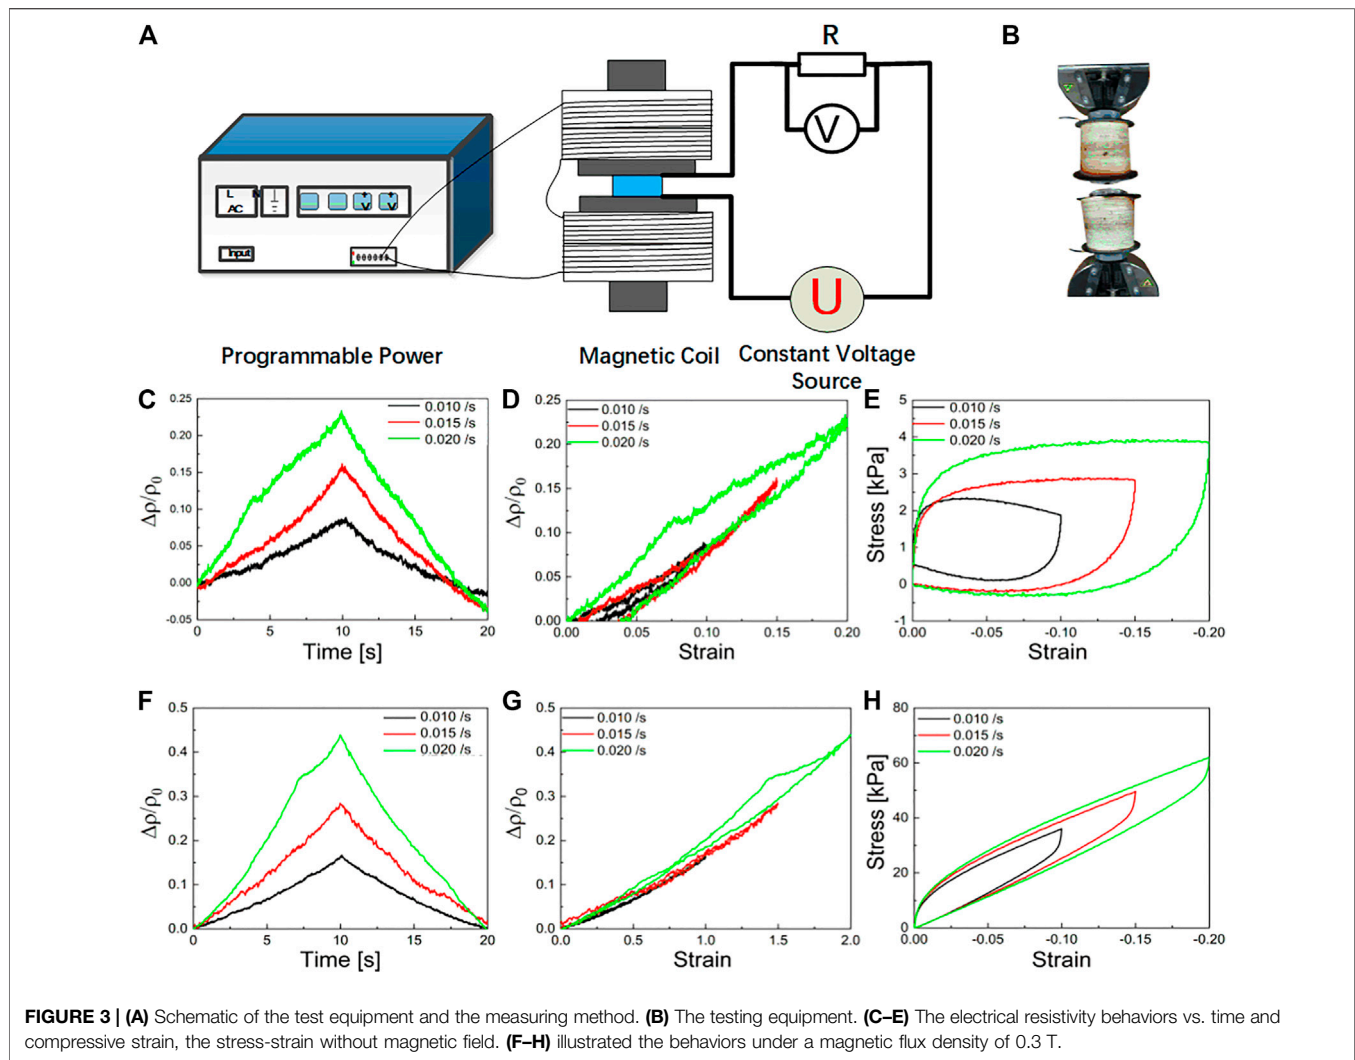 A
B
R
V
L
N
AC
V
V
Input
U
Programmable Power
Magnetic Coil
Constant Voltage
Source
C
0.25
0.20
0.15
0.10
0.05
0.00
-0.05
Δρ/ρ0
0.010 /s
0.015 /s
0.020 /s
0
5
10
15
20
Time [s]
D
0.25
0.20
0.15
0.10
0.05
0.00
Δρ/ρ0
0.010 /s
0.015 /s
0.020 /s
0.00
0.05
0.10
0.15
0.20
Strain
E
5
4
3
2
1
0
-1
Stress [kPa]
0.010 /s
0.015 /s
0.020 /s
0.00
-0.05
-0.10
-0.15
-0.20
Strain
F
0.5
0.4
0.3
0.2
0.1
0.0
Δρ/ρ0
0.010 /s
0.015 /s
0.020 /s
0
5
10
15
20
Time [s]
G
0.5
0.4
0.3
0.2
0.1
0.0
Δρ/ρ0
0.010 /s
0.015 /s
0.020 /s
0.0
0.5
1.0
1.5
2.0
Strain
H
80
60
40
20
0
Stress [kPa]
0.010 /s
0.015 /s
0.020 /s
0.00
-0.05
-0.10
-0.15
-0.20
Strain
FIGURE 3 | (A) Schematic of the test equipment and the measuring method. (B) The testing equipment. (C–E) The electrical resistivity behaviors vs. time and
compressive strain, the stress-strain without magnetic field. (F–H) illustrated the behaviors under a magnetic flux density of 0.3 T.